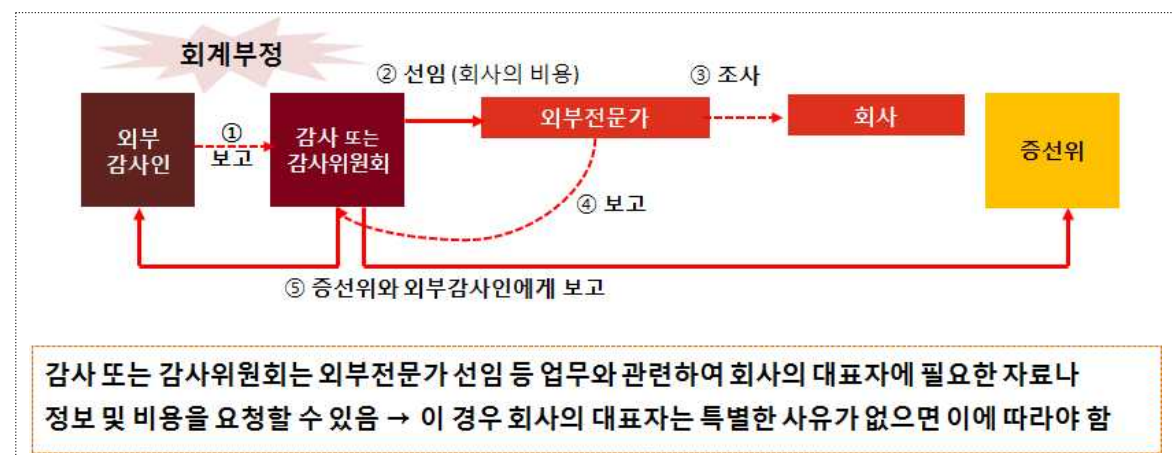 회계부정
② 선임 (회사의 비용)
③ 조사
외부
감사인
①
보고
감사 또는
감사위원회
외부전문가
회사
증선위
④ 보고
⑤ 증선위와 외부감사인에게 보고
감사 또는 감사위원회는 외부전문가 선임 등 업무와 관련하여 회사의 대표자에 필요한 자료나
정보 및 비용을 요청할 수 있음 → 이 경우 회사의 대표자는 특별한 사유가 없으면 이에 따라야 함